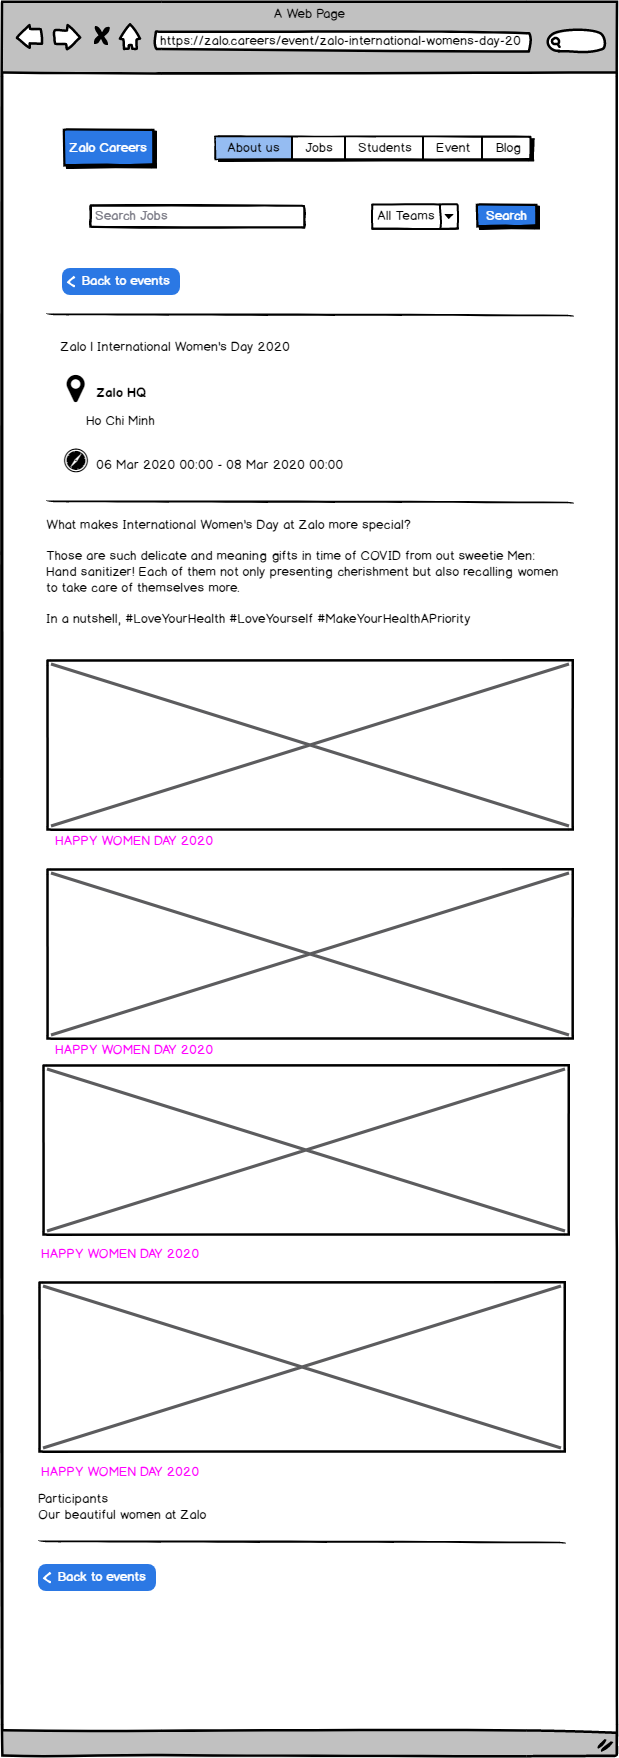 A Web Page
https://zalo.careers/event/zalo-international-womens-day-20
Zalo Careers
About us Jobs Students Event Blog
Search Jobs All Teams Search
Back to events
Zalo | International Women's Day 2020
Zalo HQ
Ho Chi Minh
06 Mar 2020 00:00 - 08 Mar 2020 00:00
What makes International Women's Day at Zalo more special?
Those are such delicate and meaning gifts in time of COVID from out sweetie Men:
Hand sanitizer! Each of them not only presenting cherishment but also recalling women
to take care of themselves more.
In a nutshell, #LoveYourHealth #LoveYourself #MakeYourHealthAPriority
HAPPY WOMEN DAY 2020
HAPPY WOMEN DAY 2020
HAPPY WOMEN DAY 2020
HAPPY WOMEN DAY 2020
Participants
Our beautiful women at Zalo
Back to events